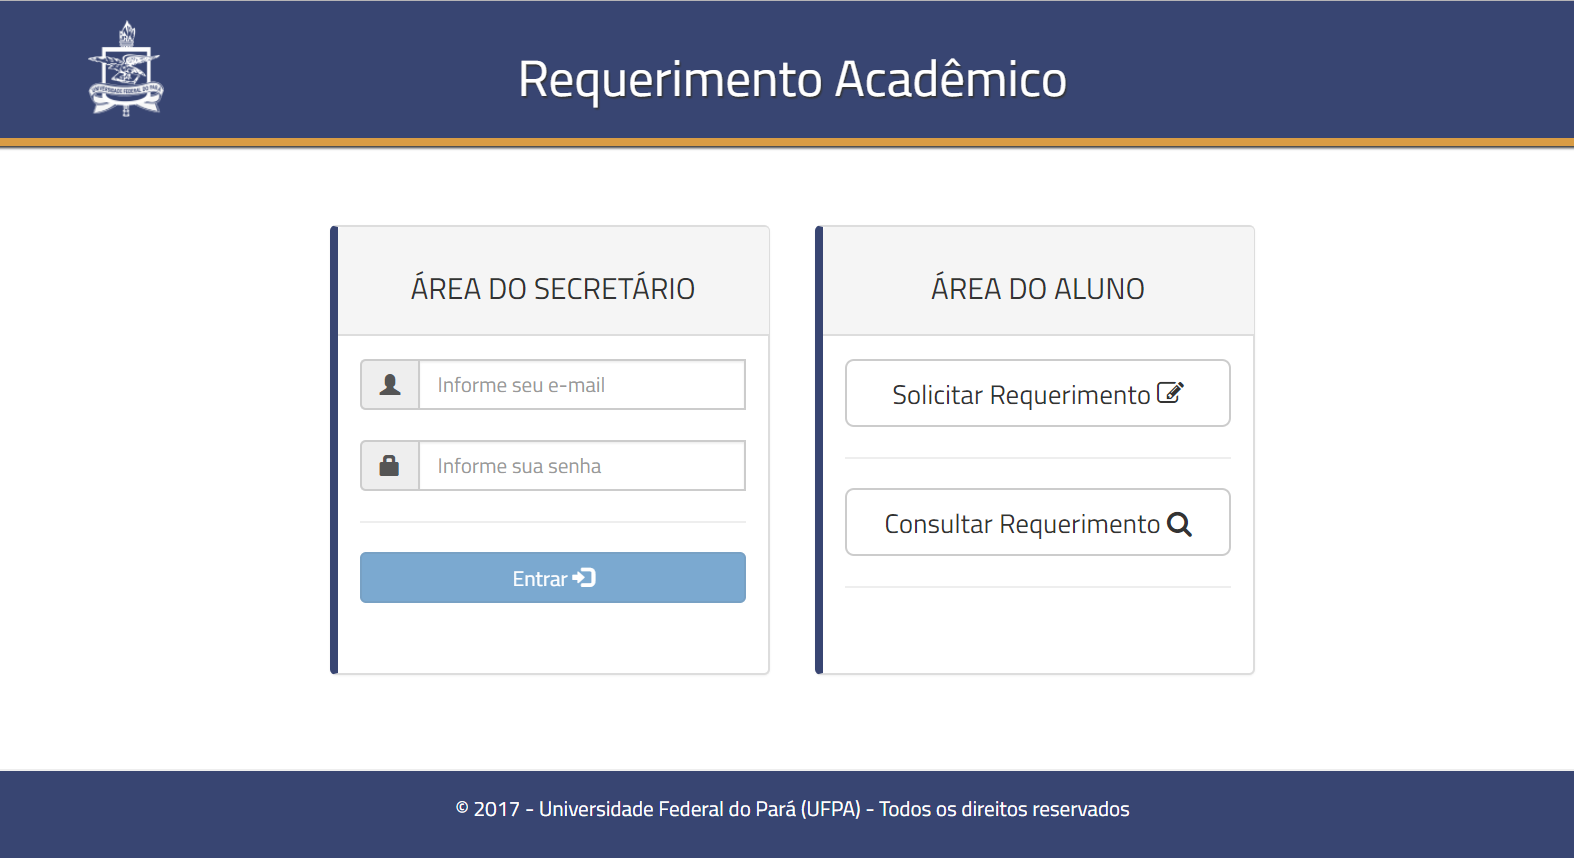 UNIVERSIDADE FEDERAL DO PARÁ
Requerimento Acadêmico
ÁREA DO SECRETÁRIO
Informe seu e-mail
Informe sua senha
Entrar
ÁREA DO ALUNO
Solicitar Requerimento
Consultar Requerimento
© 2017 - Universidade Federal do Pará (UFPA) - Todos os direitos reservados